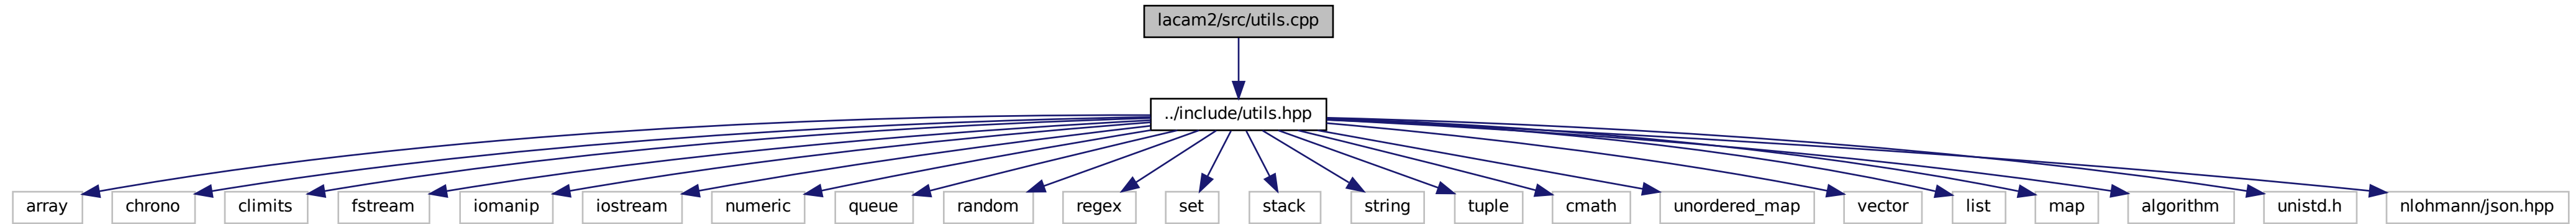 lacam2/src/utils.cpp
../include/utils.hpp
array
chrono
climits
fstream
iomanip
iostream
numeric
queue
random
regex
set
stack
string
tuple
cmath
unordered_map
vector
list
map
algorithm
unistd.h
nlohmann/json.hpp